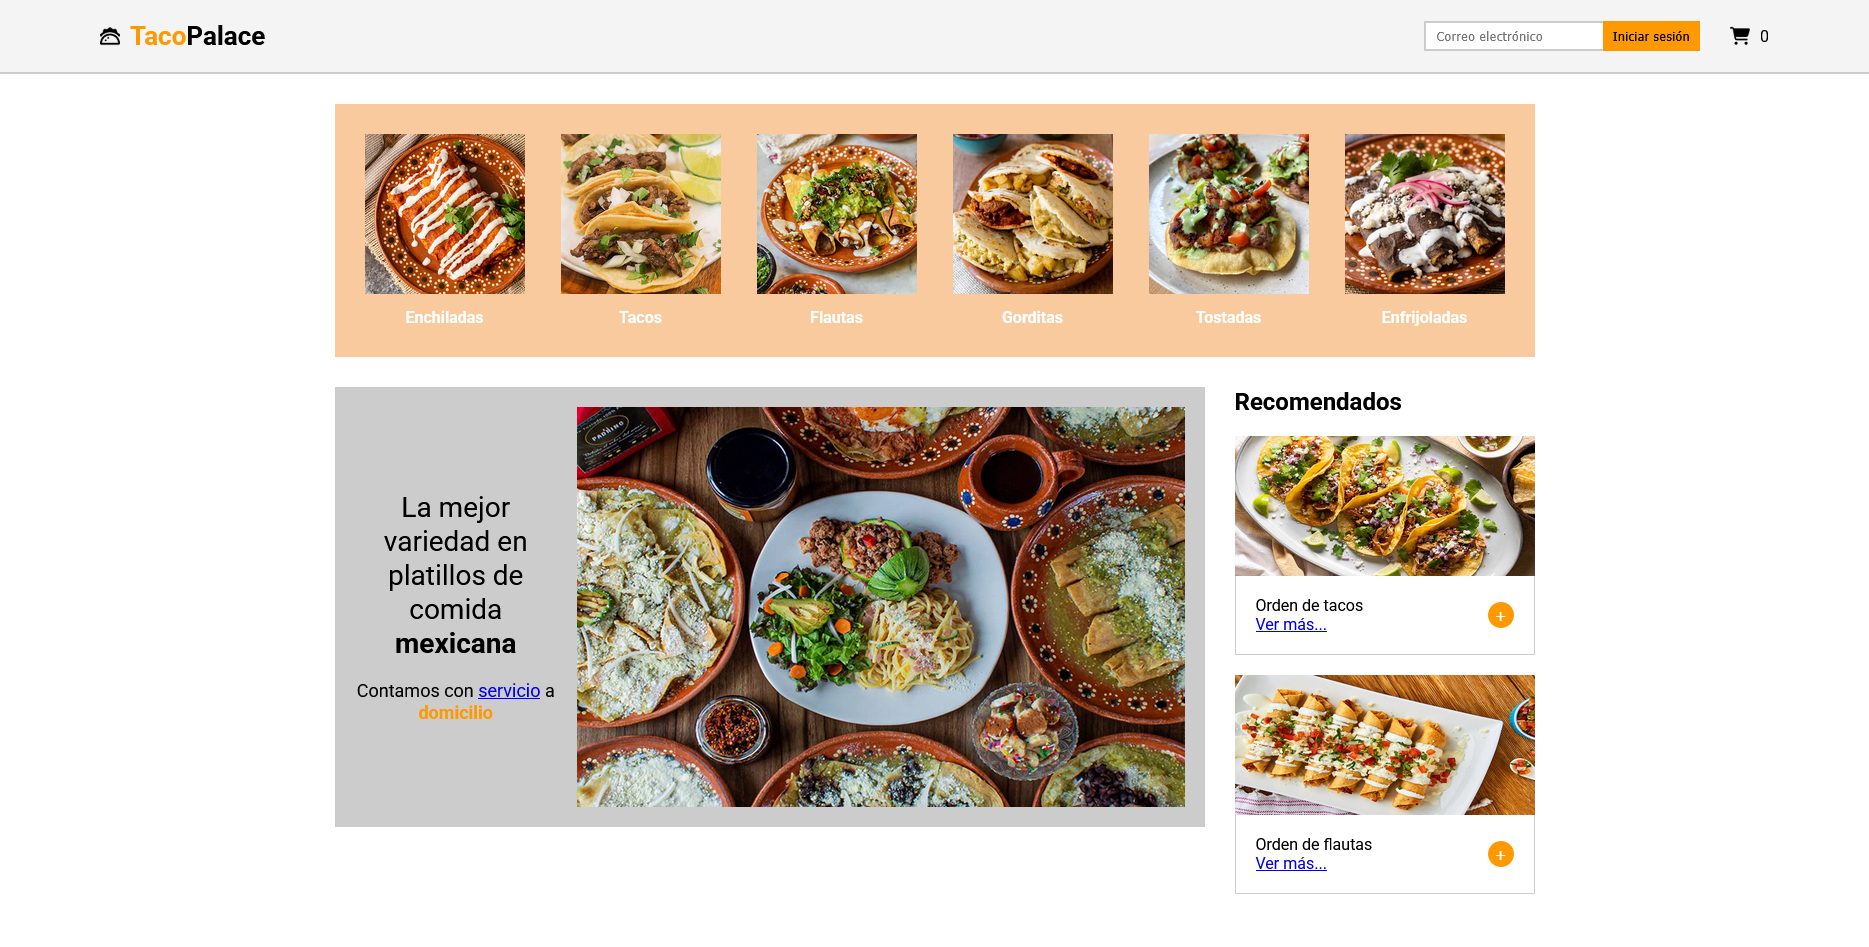 TacoPalace
Correo electrónico
Iniciar sesión
0
Enchiladas
Tacos
Flautas
Gorditas
Tostadas
Enfrijoladas
La mejor
variedad en
platillos de
comida
mexicana
Contamos con servicio a
domicilio
PADRINO
Recomendados
Orden de tacos
Ver más...
+
Orden de flautas
Ver más...
+